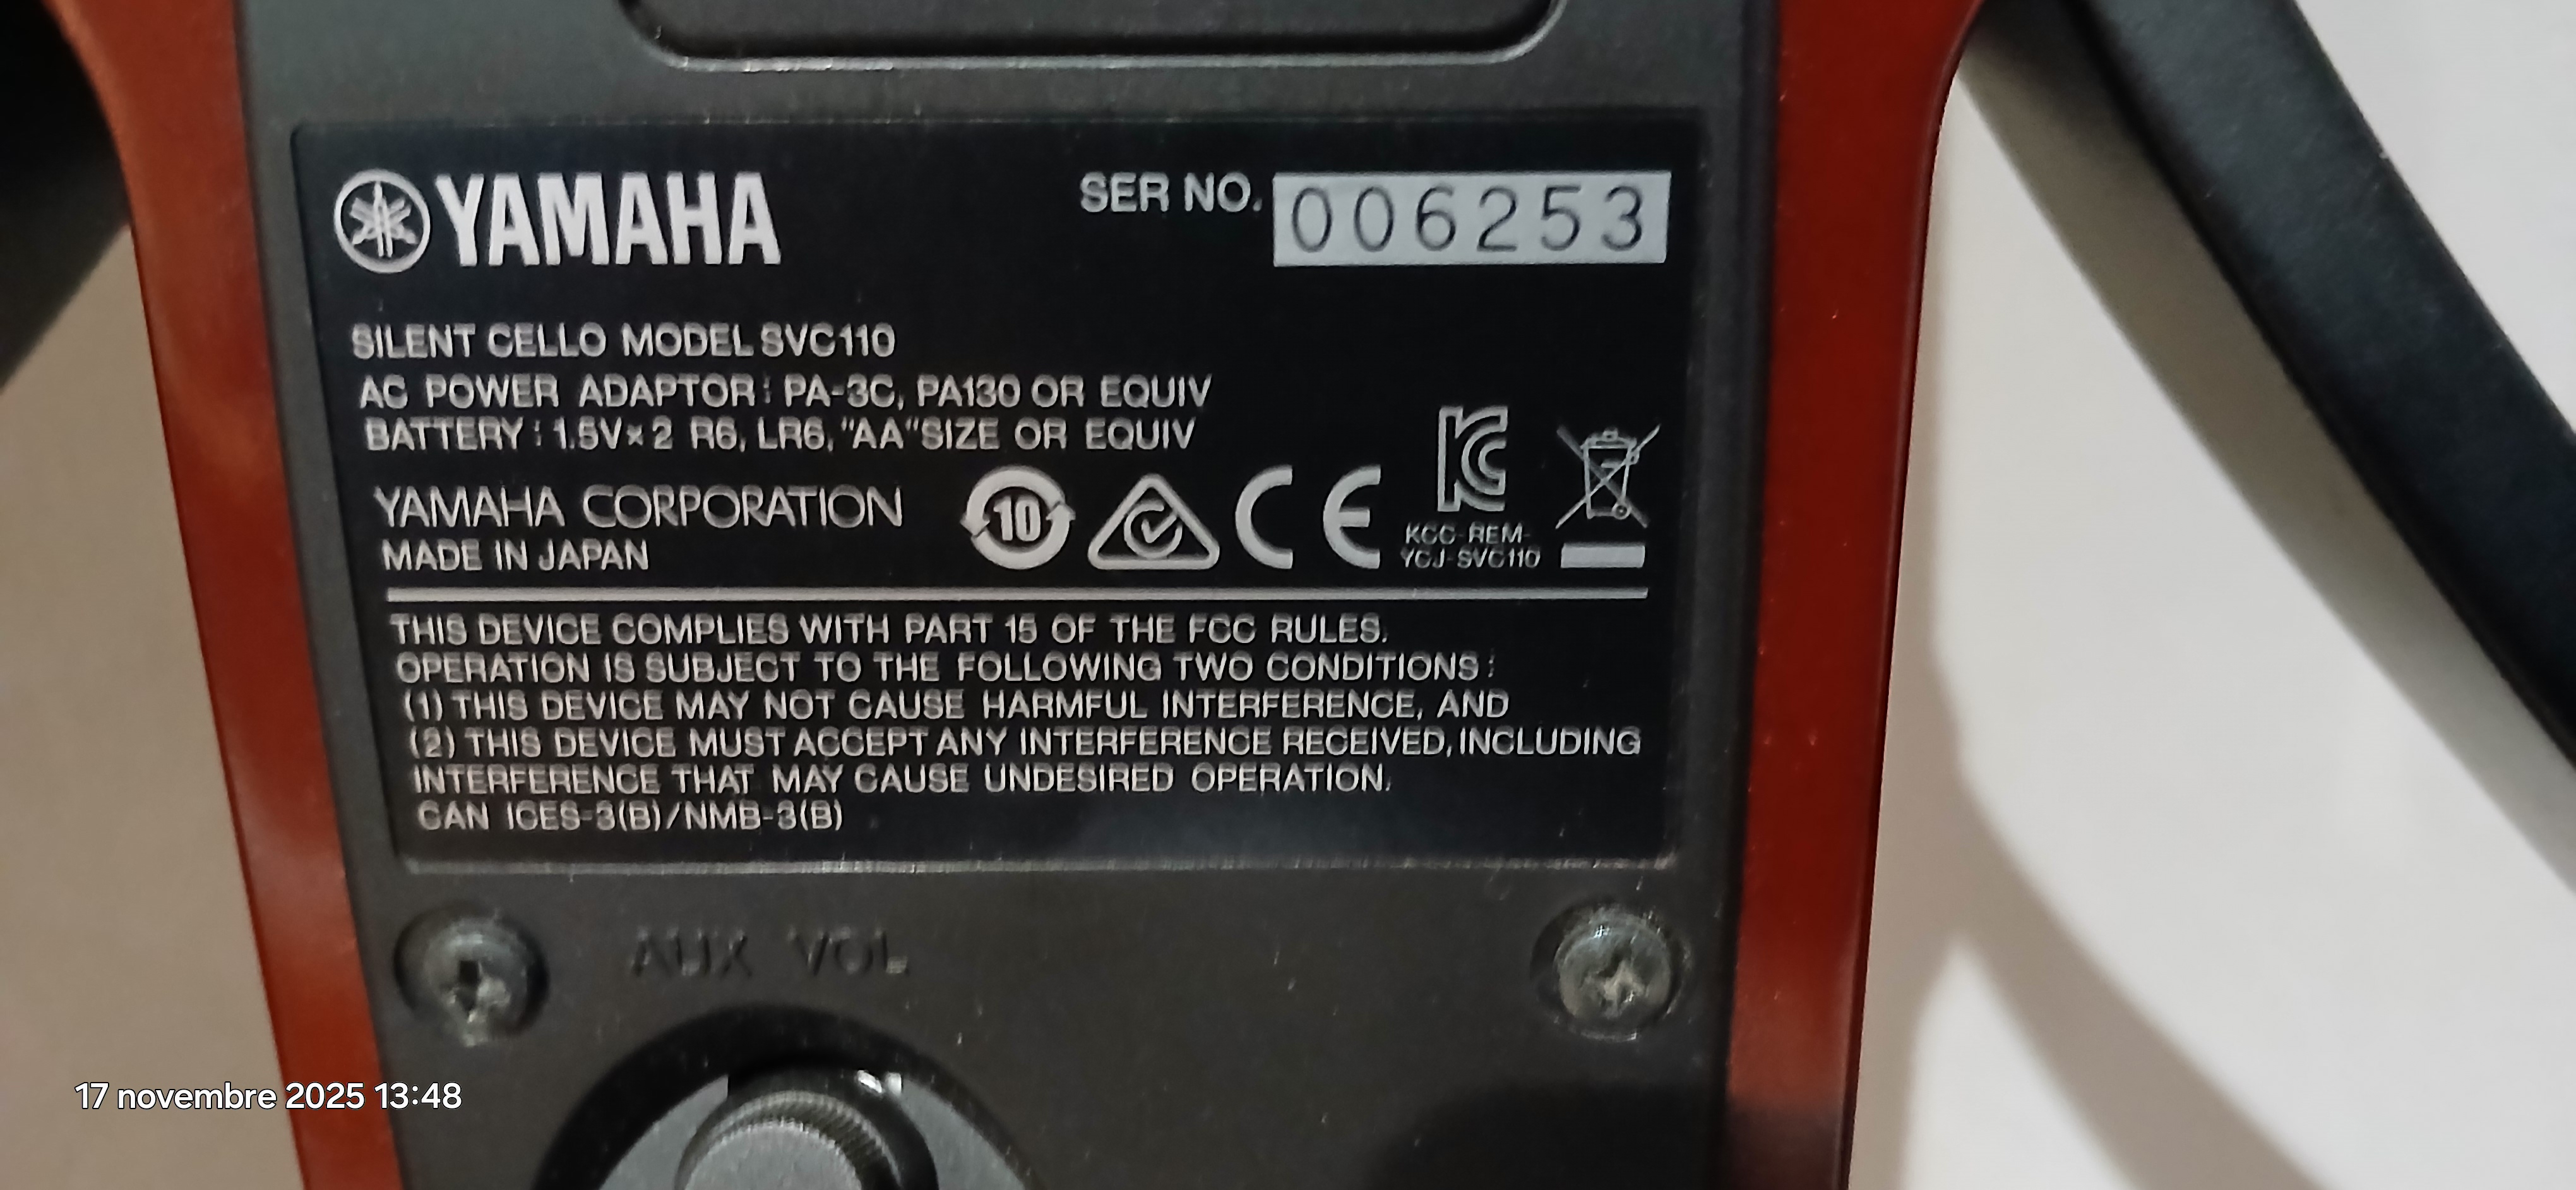 YAMAHA SER NO. 006253
SILENT CELLO MODEL SVC110
AC POWER ADAPTOR: PA-3C, PA130 OR EQUIV
BATTERY: 1.5V×2 R6, LR6, "AA"SIZE OR EQUIV
YAMAHA CORPORATION
MADE IN JAPAN
10
CE
KCC-REM-
YCJ-SVC110
THIS DEVICE COMPLIES WITH PART 15 OF THE FCC RULES.
OPERATION IS SUBJECT TO THE FOLLOWING TWO CONDITIONS:
(1) THIS DEVICE MAY NOT CAUSE HARMFUL INTERFERENCE, AND
(2) THIS DEVICE MUST ACCEPT ANY INTERFERENCE RECEIVED, INCLUDING
INTERFERENCE THAT MAY CAUSE UNDESIRED OPERATION.
CAN ICES-3(B)/NMB-3(B)
AUX VOL
17 novembre 2025 13:48